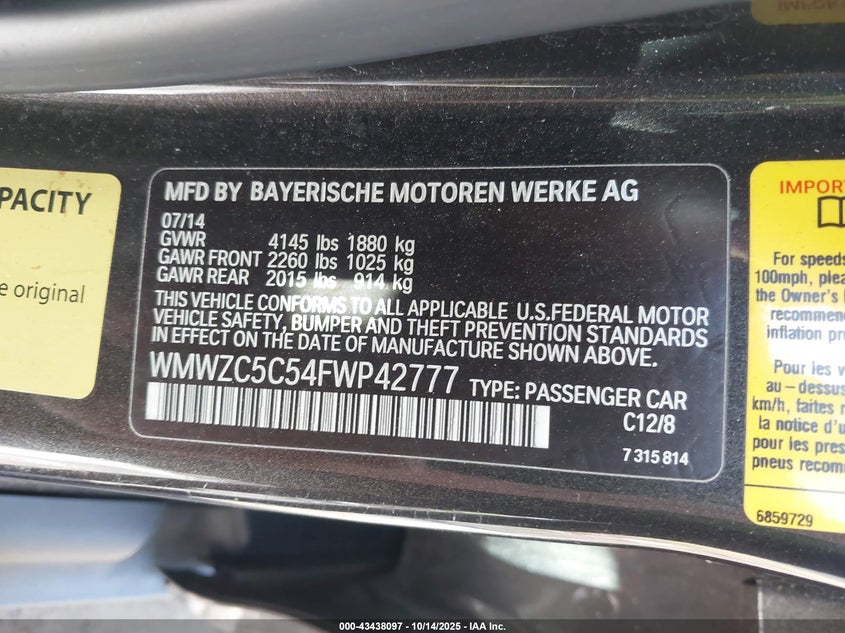 PACITY
e original
MFD BY BAYERISCHE MOTOREN WERKE AG
07/14
GVWR 4145 lbs 1880 kg
GAWR FRONT 2260 lbs 1025 kg
GAWR REAR 2015 lbs 914 kg
THIS VEHICLE CONFORMS TO ALL APPLICABLE U.S.FEDERAL MOTOR
VEHICLE SAFETY, BUMPER AND THEFT PREVENTION STANDARDS
IN EFFECT ON THE DATE OF MANUFACTURE SHOWN ABOVE.
WMWZC5C54FWP42777 TYPE: PASSENGER CAR
C12/8
7 315 814
IMPOR
For speeds
100mph, plea
the Owner's
recommen
inflation pr
Pour les v
au - dessus
km/h, faites
la notice d'u
pour les pres
pneus recom
6859729
000-43438097 - 10/14/2025 - IAA Inc.